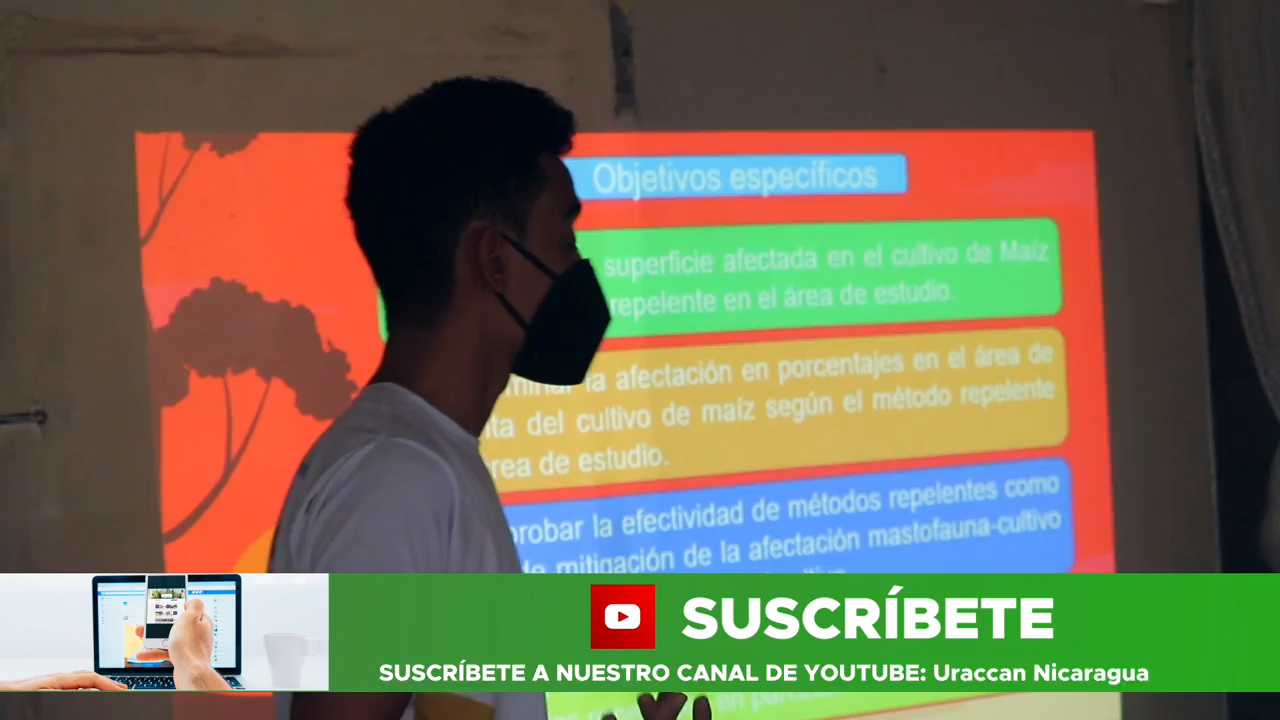 Objetivos específicos
superficie afectada en el cultivo de Maíz
repelente en el área de estudio.
la afectación en porcentajes en el área de
del cultivo de maíz según el método repelente
de estudio.
la efectividad de métodos repelentes como
mitigación de la afectación mastofauna-cultivo
SUSCRÍBETE
SUSCRÍBETE A NUESTRO CANAL DE YOUTUBE: Uraccan Nicaragua
en